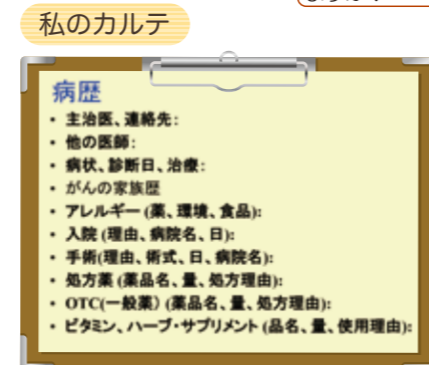 私のカルテ
病歴
・ 主治医、連絡先:
・ 他の医師:
・ 病状、診断日、治療:
・ がんの家族歴
・ アレルギー (薬、環境、食品):
・ 入院 (理由、病院名、日):
・ 手術(理由、術式、日、病院名):
・ 処方薬 (薬品名、量、処方理由):
・ OTC(一般薬) (薬品名、量、処方理由):
・ ビタミン、ハーブ・サプリメント (品名、量、使用理由):